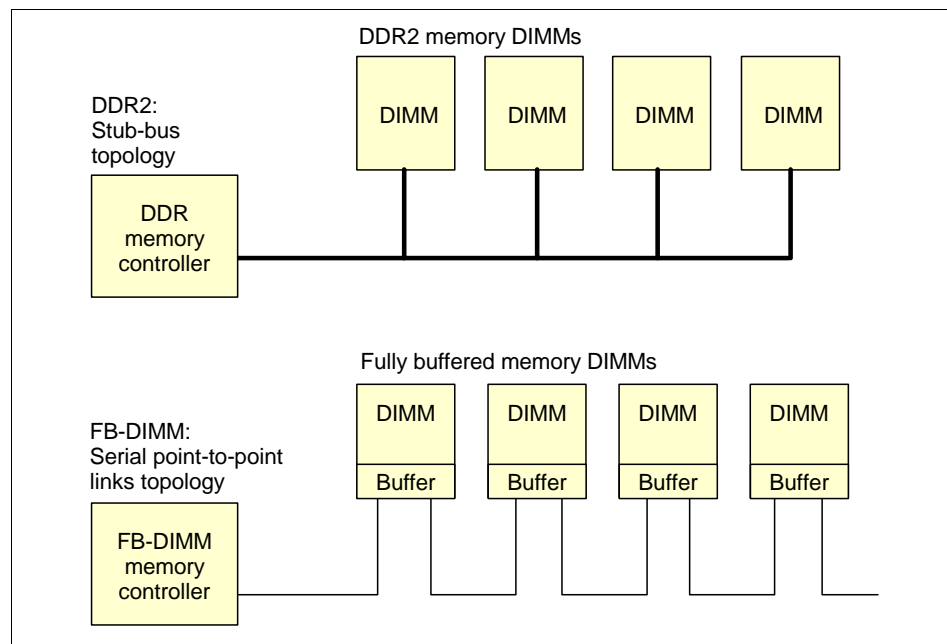 DDR2 memory DIMMs
DIMM
DIMM
DIMM
DIMM
DDR2:
Stub-bus
topology
DDR
memory
controller
Fully buffered memory DIMMs
DIMM
DIMM
DIMM
DIMM
Buffer
Buffer
Buffer
Buffer
FB-DIMM:
Serial point-to-point
links topology
FB-DIMM
memory
controller